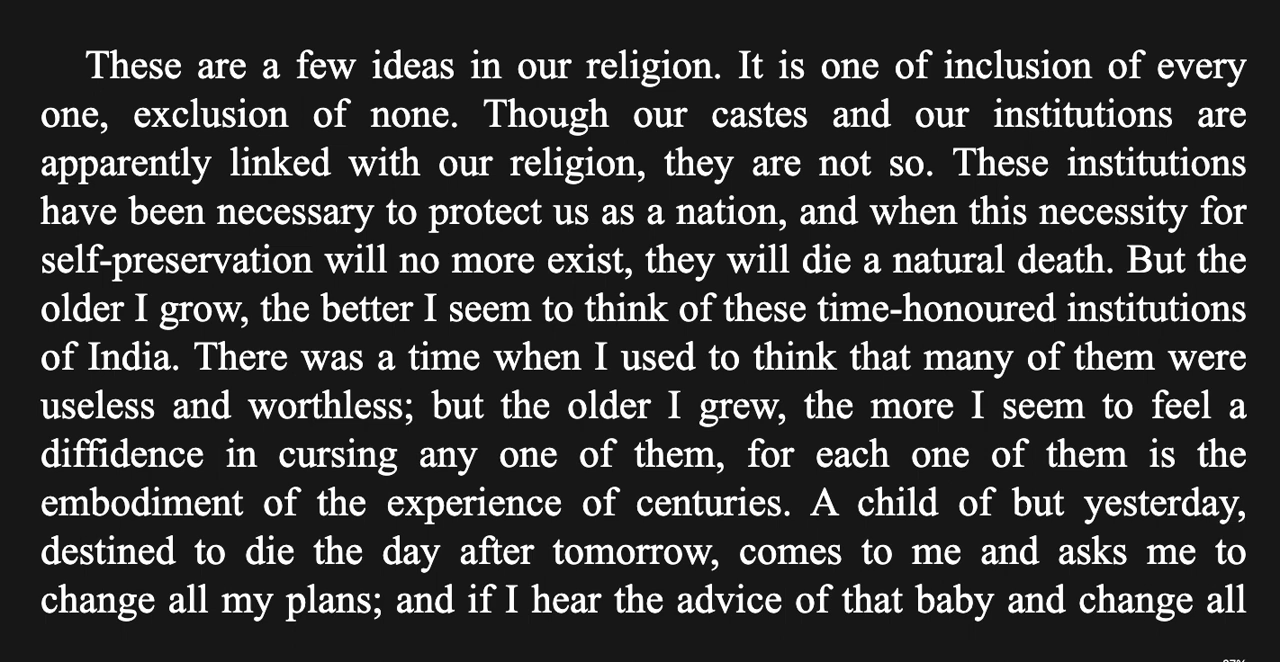 These are a few ideas in our religion. It is one of inclusion of every
one, exclusion of none. Though our castes and our institutions are
apparently linked with our religion, they are not so. These institutions
have been necessary to protect us as a nation, and when this necessity for
self-preservation will no more exist, they will die a natural death. But the
older I grow, the better I seem to think of these time-honoured institutions
of India. There was a time when I used to think that many of them were
useless and worthless; but the older I grew, the more I seem to feel a
diffidence in cursing any one of them, for each one of them is the
embodiment of the experience of centuries. A child of but yesterday,
destined to die the day after tomorrow, comes to me and asks me to
change all my plans; and if I hear the advice of that baby and change all